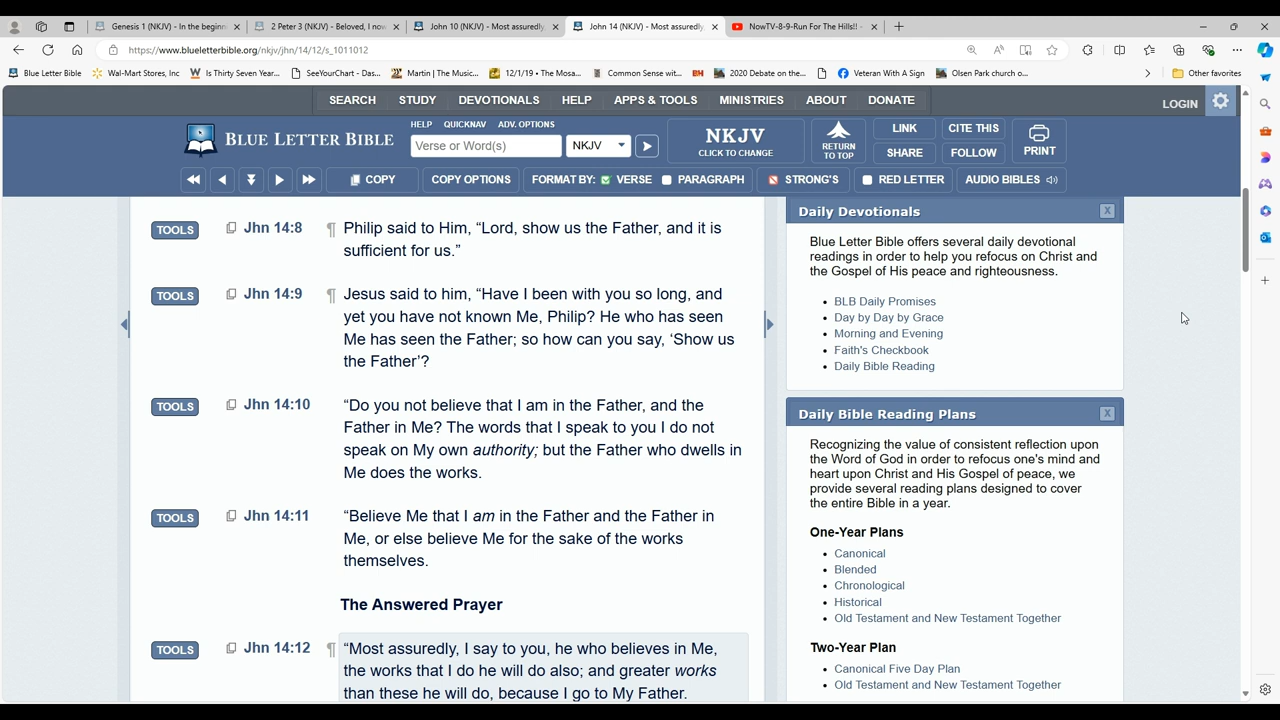 Genesis 1 (NKJV) - In the beginn
2 Peter 3 (NKJV) - Beloved, I now
John 10 (NKJV) - Most assuredly,
John 14 (NKJV) - Most assuredly,
NowTV-8-9-Run For The Hills!! -
https://www.blueletterbible.org/nkjv/jhn/14/12/s_1011012
Blue Letter Bible
Wal-Mart Stores, Inc
Is Thirty Seven Year...
SeeYourChart - Das...
Martin | The Music...
12/1/19 • The Mosa...
Common Sense wit...
BM
2020 Debate on the...
Veteran With A Sign
Olsen Park church o...
Other favorites
SEARCH STUDY DEVOTIONALS HELP APPS & TOOLS MINISTRIES ABOUT DONATE
LOGIN
BLUE LETTER BIBLE
HELP QUICKNAV ADV. OPTIONS
Verse or Word(s)
NKJV
NKJV
CLICK TO CHANGE
RETURN
TO TOP
LINK
CITE THIS
SHARE
FOLLOW
PRINT
COPY
COPY OPTIONS
FORMAT BY: VERSE PARAGRAPH
STRONG'S
RED LETTER
AUDIO BIBLES
TOOLS
Jhn 14:8
¶ Philip said to Him, “Lord, show us the Father, and it is
sufficient for us.”
TOOLS
Jhn 14:9
¶ Jesus said to him, “Have I been with you so long, and
yet you have not known Me, Philip? He who has seen
Me has seen the Father; so how can you say, ‘Show us
the Father’?
TOOLS
Jhn 14:10
“Do you not believe that I am in the Father, and the
Father in Me? The words that I speak to you I do not
speak on My own authority; but the Father who dwells in
Me does the works.
TOOLS
Jhn 14:11
“Believe Me that I am in the Father and the Father in
Me, or else believe Me for the sake of the works
themselves.
The Answered Prayer
TOOLS
Jhn 14:12
¶ “Most assuredly, I say to you, he who believes in Me,
the works that I do he will do also; and greater works
than these he will do, because I go to My Father.
Daily Devotionals
X
Blue Letter Bible offers several daily devotional
readings in order to help you refocus on Christ and
the Gospel of His peace and righteousness.
BLB Daily Promises
Day by Day by Grace
Morning and Evening
Faith's Checkbook
Daily Bible Reading
Daily Bible Reading Plans
X
Recognizing the value of consistent reflection upon
the Word of God in order to refocus one's mind and
heart upon Christ and His Gospel of peace, we
provide several reading plans designed to cover
the entire Bible in a year.
One-Year Plans
Canonical
Blended
Chronological
Historical
Old Testament and New Testament Together
Two-Year Plan
Canonical Five Day Plan
Old Testament and New Testament Together